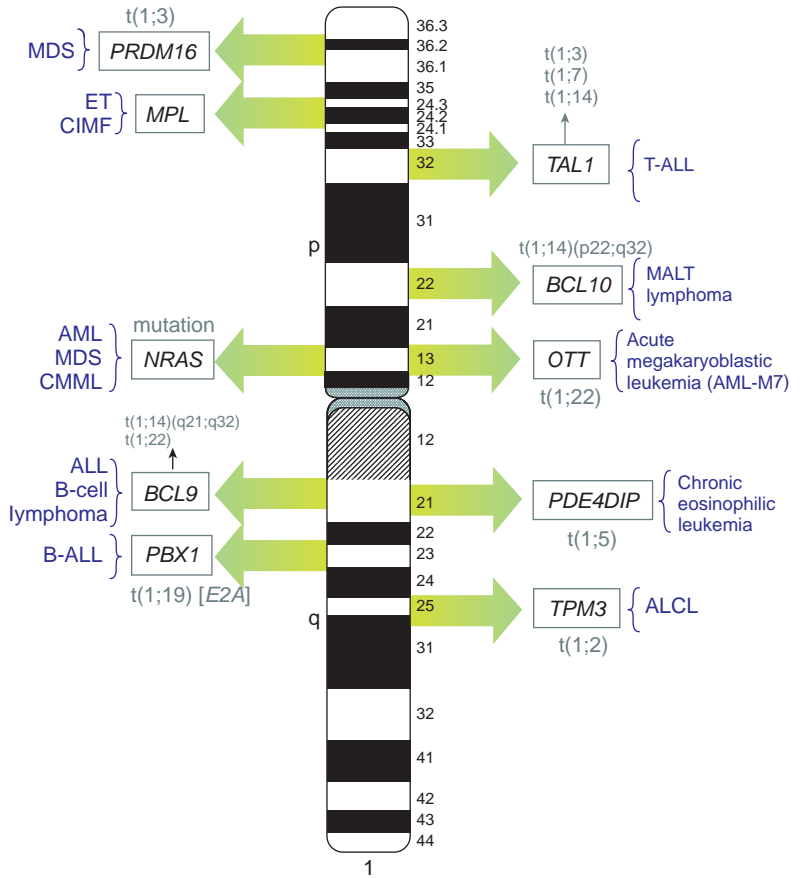 t(1;3)
MDS
PRDM16
ET
CIMF
MPL
AML
MDS
CMML
mutation
NRAS
t(1;14)(q21;q32)
t(1;22)
ALL
B-cell
lymphoma
BCL9
B-ALL
PBX1
t(1;19) [E2A]
p
q
36.3
36.2
36.1
35
24.3
24.2
24.1
33
32
31
22
21
13
12
12
21
22
23
24
25
31
32
41
42
43
44
1
t(1;3)
t(1;7)
t(1;14)
TAL1
T-ALL
t(1;14)(p22;q32)
BCL10
MALT
lymphoma
OTT
t(1;22)
Acute
megakaryoblastic
leukemia (AML-M7)
PDE4DIP
t(1;5)
Chronic
eosinophilic
leukemia
TPM3
t(1;2)
ALCL